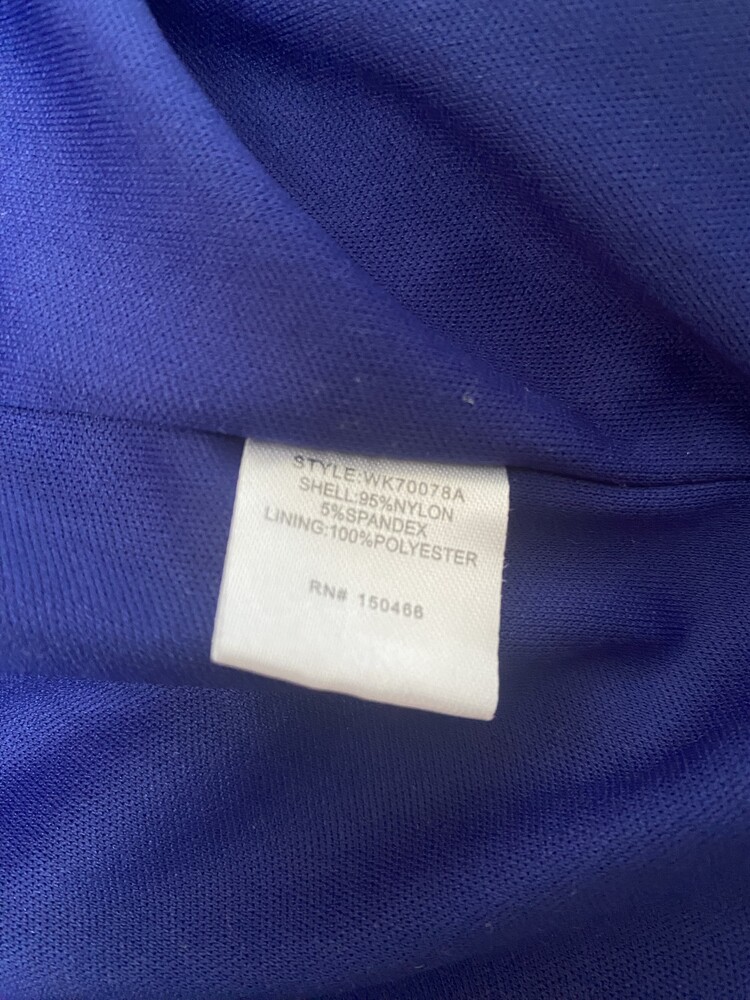 STYLE:WK70078A
SHELL:95%NYLON
5%SPANDEX
LINING:100%POLYESTER
RN# 150466